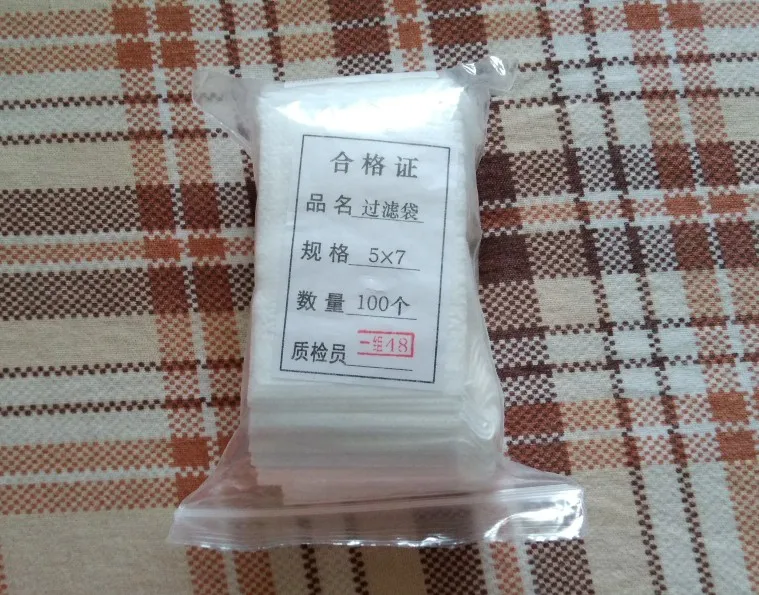 合格证
品名 过滤袋
规格 5×7
数量 100个
质检员 一组48